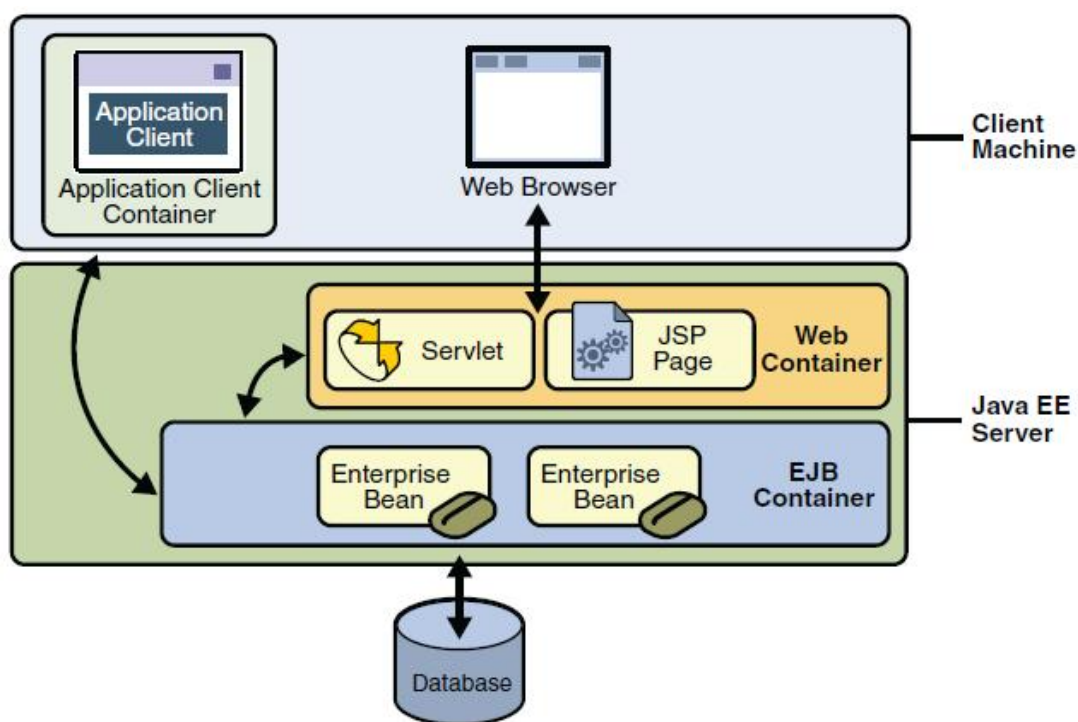 Application
Client
Application Client
Container
Web Browser
Client
Machine
Servlet
JSP
Page
Web
Container
Java EE
Server
Enterprise
Bean
Enterprise
Bean
EJB
Container
Database